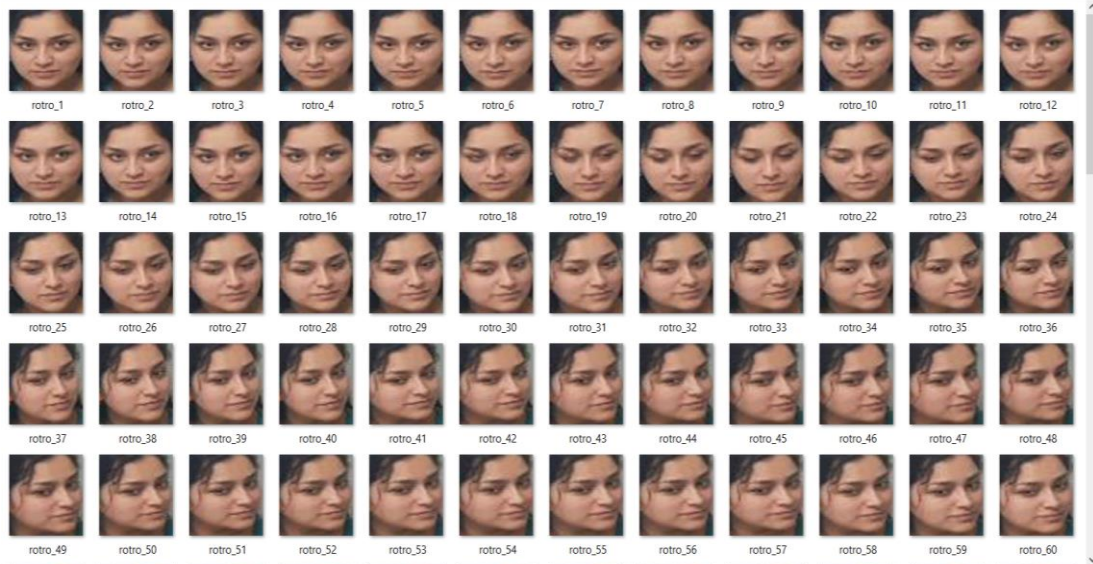 rotro_1 rotro_2 rotro_3 rotro_4 rotro_5 rotro_6 rotro_7 rotro_8 rotro_9 rotro_10 rotro_11 rotro_12
rotro_13 rotro_14 rotro_15 rotro_16 rotro_17 rotro_18 rotro_19 rotro_20 rotro_21 rotro_22 rotro_23 rotro_24
rotro_25 rotro_26 rotro_27 rotro_28 rotro_29 rotro_30 rotro_31 rotro_32 rotro_33 rotro_34 rotro_35 rotro_36
rotro_37 rotro_38 rotro_39 rotro_40 rotro_41 rotro_42 rotro_43 rotro_44 rotro_45 rotro_46 rotro_47 rotro_48
rotro_49 rotro_50 rotro_51 rotro_52 rotro_53 rotro_54 rotro_55 rotro_56 rotro_57 rotro_58 rotro_59 rotro_60